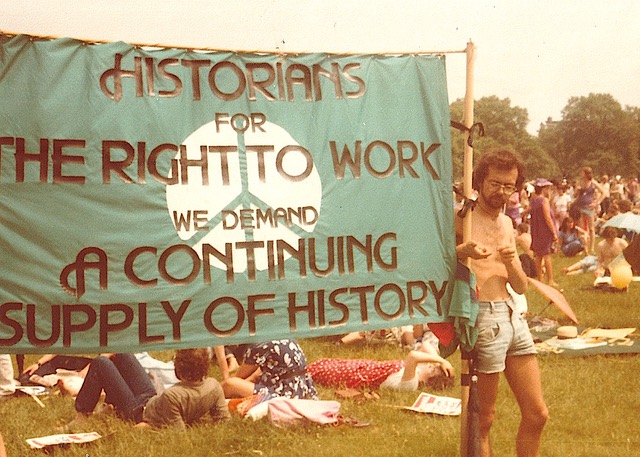 HISTORIANS
FOR
THE RIGHT TO WORK
WE DEMAND
A CONTINUING
SUPPLY OF HISTORY